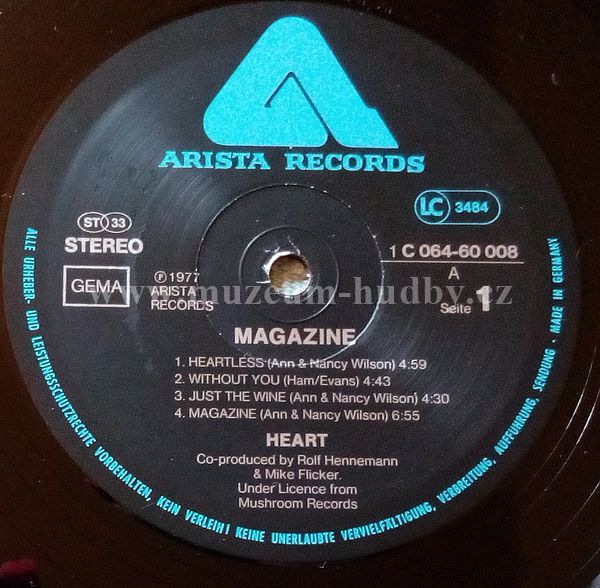 ARISTA RECORDS
LC 3484
ST 33
STEREO
1 C 064-60 008
GEMA
℗ 1977
ARISTA
RECORDS
A
Seite 1
www.muzeum-hudby.cz
MAGAZINE
1. HEARTLESS (Ann & Nancy Wilson) 4:59
2. WITHOUT YOU (Ham/Evans) 4:43
3. JUST THE WINE (Ann & Nancy Wilson) 4:30
4. MAGAZINE (Ann & Nancy Wilson) 6:55
HEART
Co-produced by Rolf Hennemann
& Mike Flicker.
Under Licence from
Mushroom Records
ALLE URHEBER- UND LEISTUNGSSCHUTZRECHTE VORBEHALTEN, KEIN VERLEIH! KEINE UNERLAUBTE VERVIELFÄLTIGUNG, VERBREITUNG, AUFFÜHRUNG, SENDUNG · MADE IN GERMANY